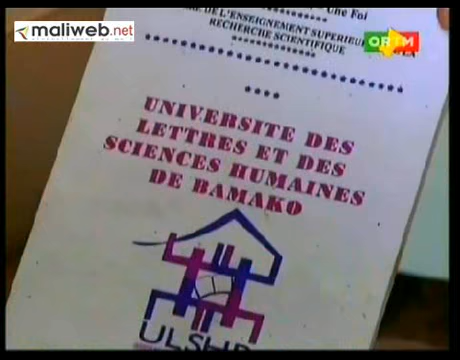 maliweb.net
ORTM
Une Foi
DE L'ENSEIGNEMENT SUPERIEUR
RECHERCHE SCIENTIFIQUE
UNIVERSITE DES
LETTRES ET DES
SCIENCES HUMAINES
DE BAMAKO
ULSHB